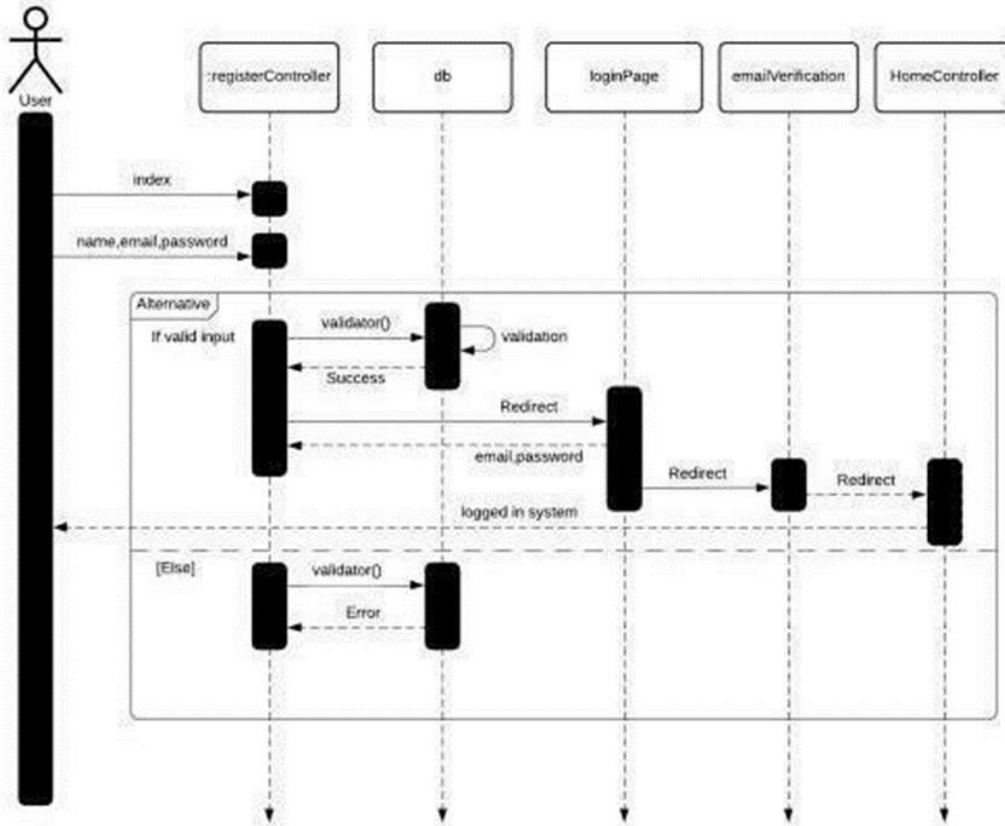 User
:registerController
db
loginPage
emailVerification
HomeController
index
name,email,password
Alternative
If valid input
validator()
validation
Success
Redirect
email,password
Redirect
Redirect
logged in system
[Else]
validator()
Error